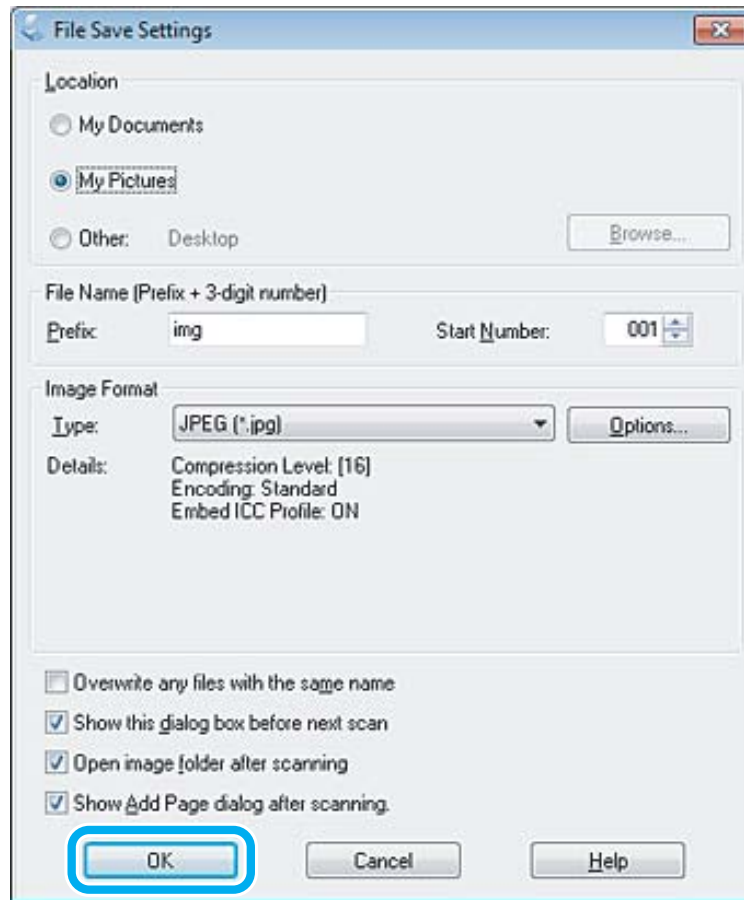 File Save Settings
Location
My Documents
My Pictures
Other: Desktop Browse...
File Name (Prefix + 3-digit number)
Prefix: img Start Number: 001
Image Format
Type: JPEG (*.jpg) Options...
Details: Compression Level: [16]
Encoding: Standard
Embed ICC Profile: ON
Overwrite any files with the same name
Show this dialog box before next scan
Open image folder after scanning
Show Add Page dialog after scanning.
OK Cancel Help